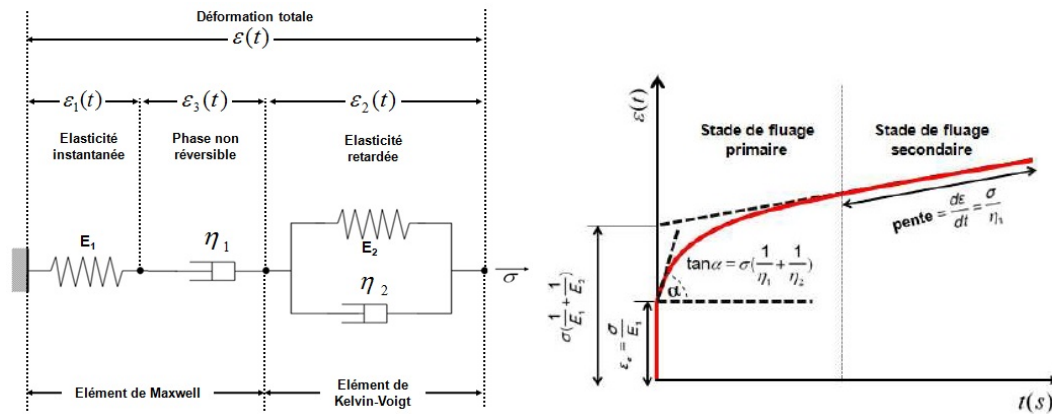 Déformation totale
ε(t)
ε₁(t)
ε₃(t)
ε₂(t)
Elasticité
instantanée
Phase non
réversible
Elasticité
retardée
E₁
η₁
E₂
η₂
σ
Elément de Maxwell
Elément de
Kelvin-Voigt
ε(t)
Stade de fluage
primaire
Stade de fluage
secondaire
pente = dε/dt = σ/η₁
tanα = σ(1/η₁ + 1/η₂)
α
σ(1/E₁ + 1/E₂)
εₑ = σ/E₁
t(s)